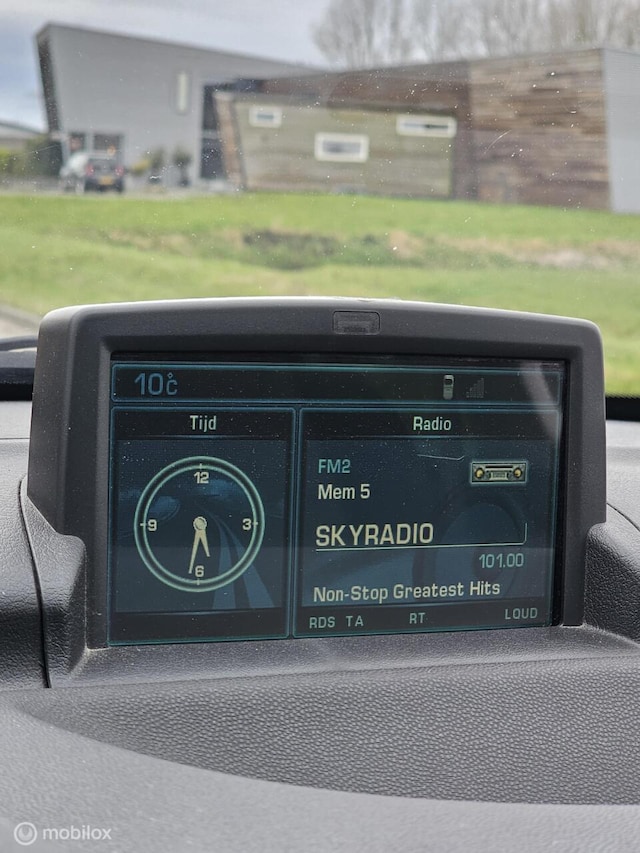 10°C
Tijd
12
9
3
6
Radio
FM2
Mem 5
SKYRADIO
101.00
Non-Stop Greatest Hits
RDS TA RT LOUD
mobilox